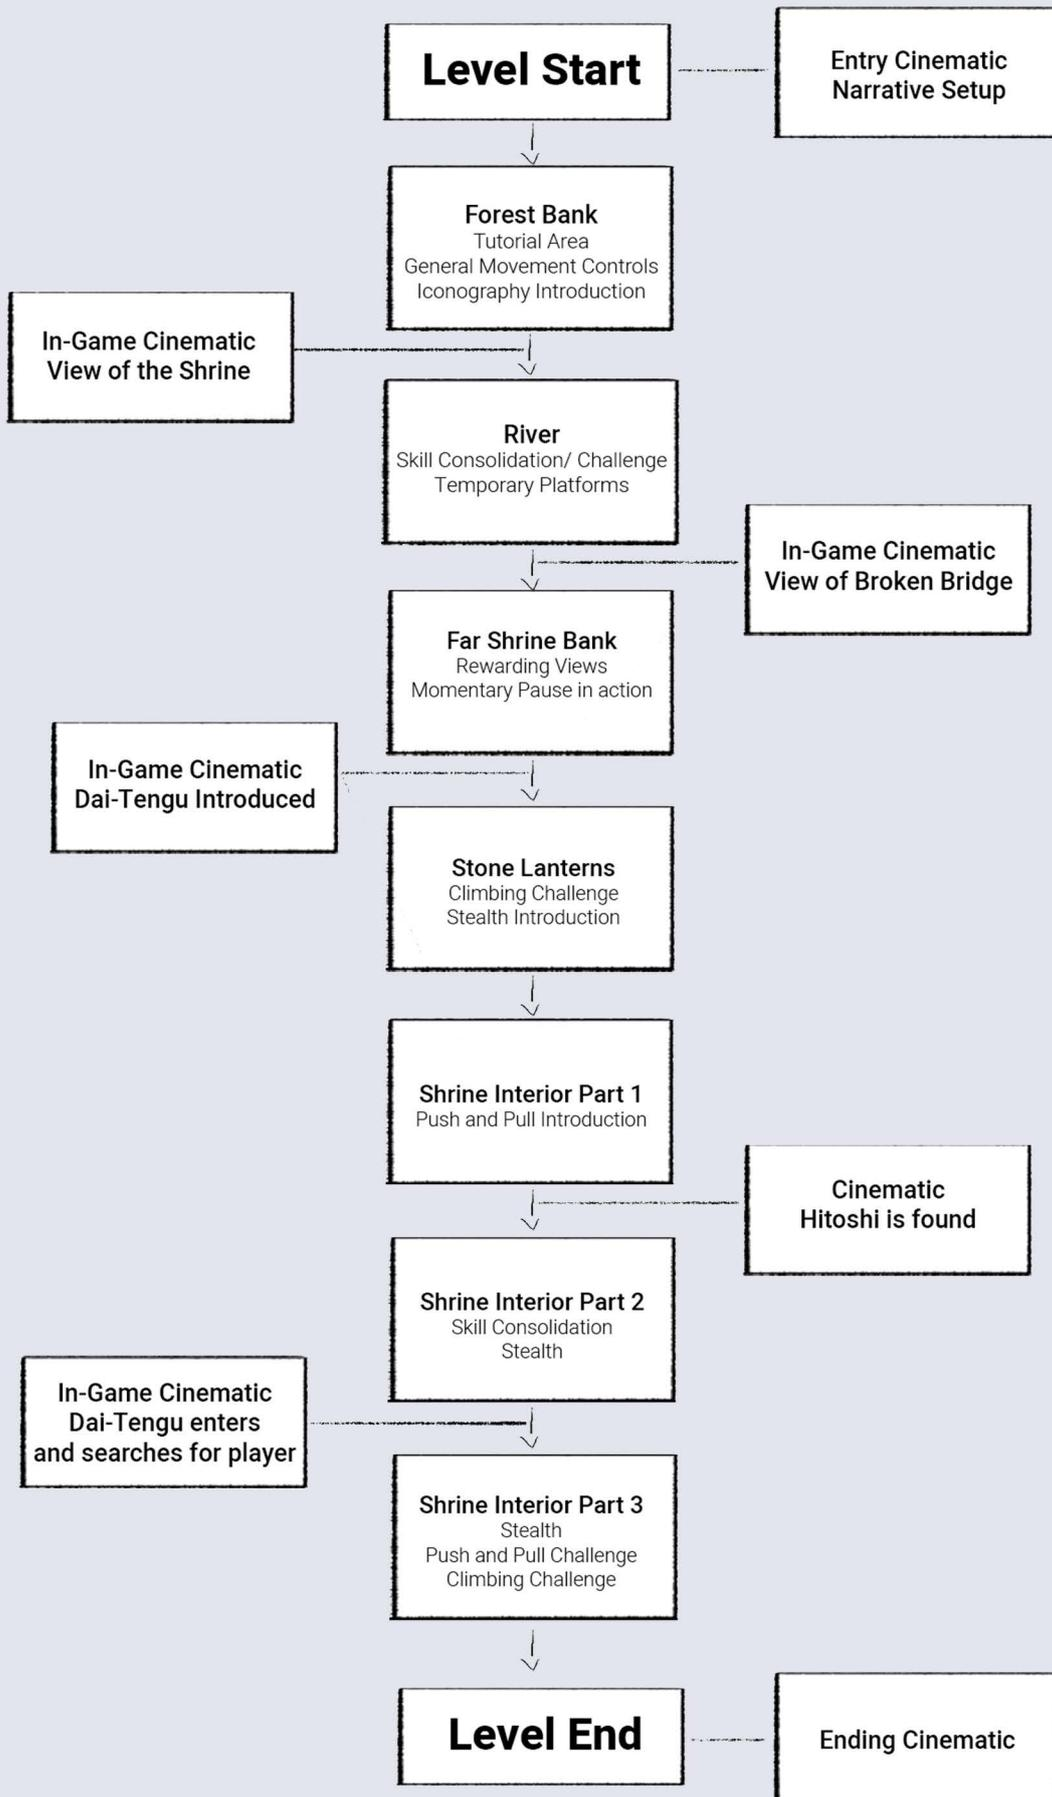 Level Start
Entry Cinematic
Narrative Setup
Forest Bank
Tutorial Area
General Movement Controls
Iconography Introduction
In-Game Cinematic
View of the Shrine
River
Skill Consolidation/ Challenge
Temporary Platforms
In-Game Cinematic
View of Broken Bridge
Far Shrine Bank
Rewarding Views
Momentary Pause in action
In-Game Cinematic
Dai-Tengu Introduced
Stone Lanterns
Climbing Challenge
Stealth Introduction
Shrine Interior Part 1
Push and Pull Introduction
Cinematic
Hitoshi is found
Shrine Interior Part 2
Skill Consolidation
Stealth
In-Game Cinematic
Dai-Tengu enters
and searches for player
Shrine Interior Part 3
Stealth
Push and Pull Challenge
Climbing Challenge
Level End
Ending Cinematic